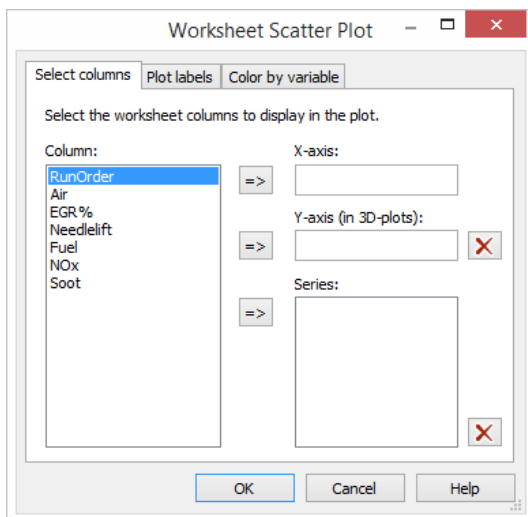 Worksheet Scatter Plot
Select columns Plot labels Color by variable
Select the worksheet columns to display in the plot.
Column:
RunOrder
Air
EGR%
Needlelift
Fuel
NOx
Soot
=>
=>
=>
X-axis:
Y-axis (in 3D-plots):
Series:
OK Cancel Help